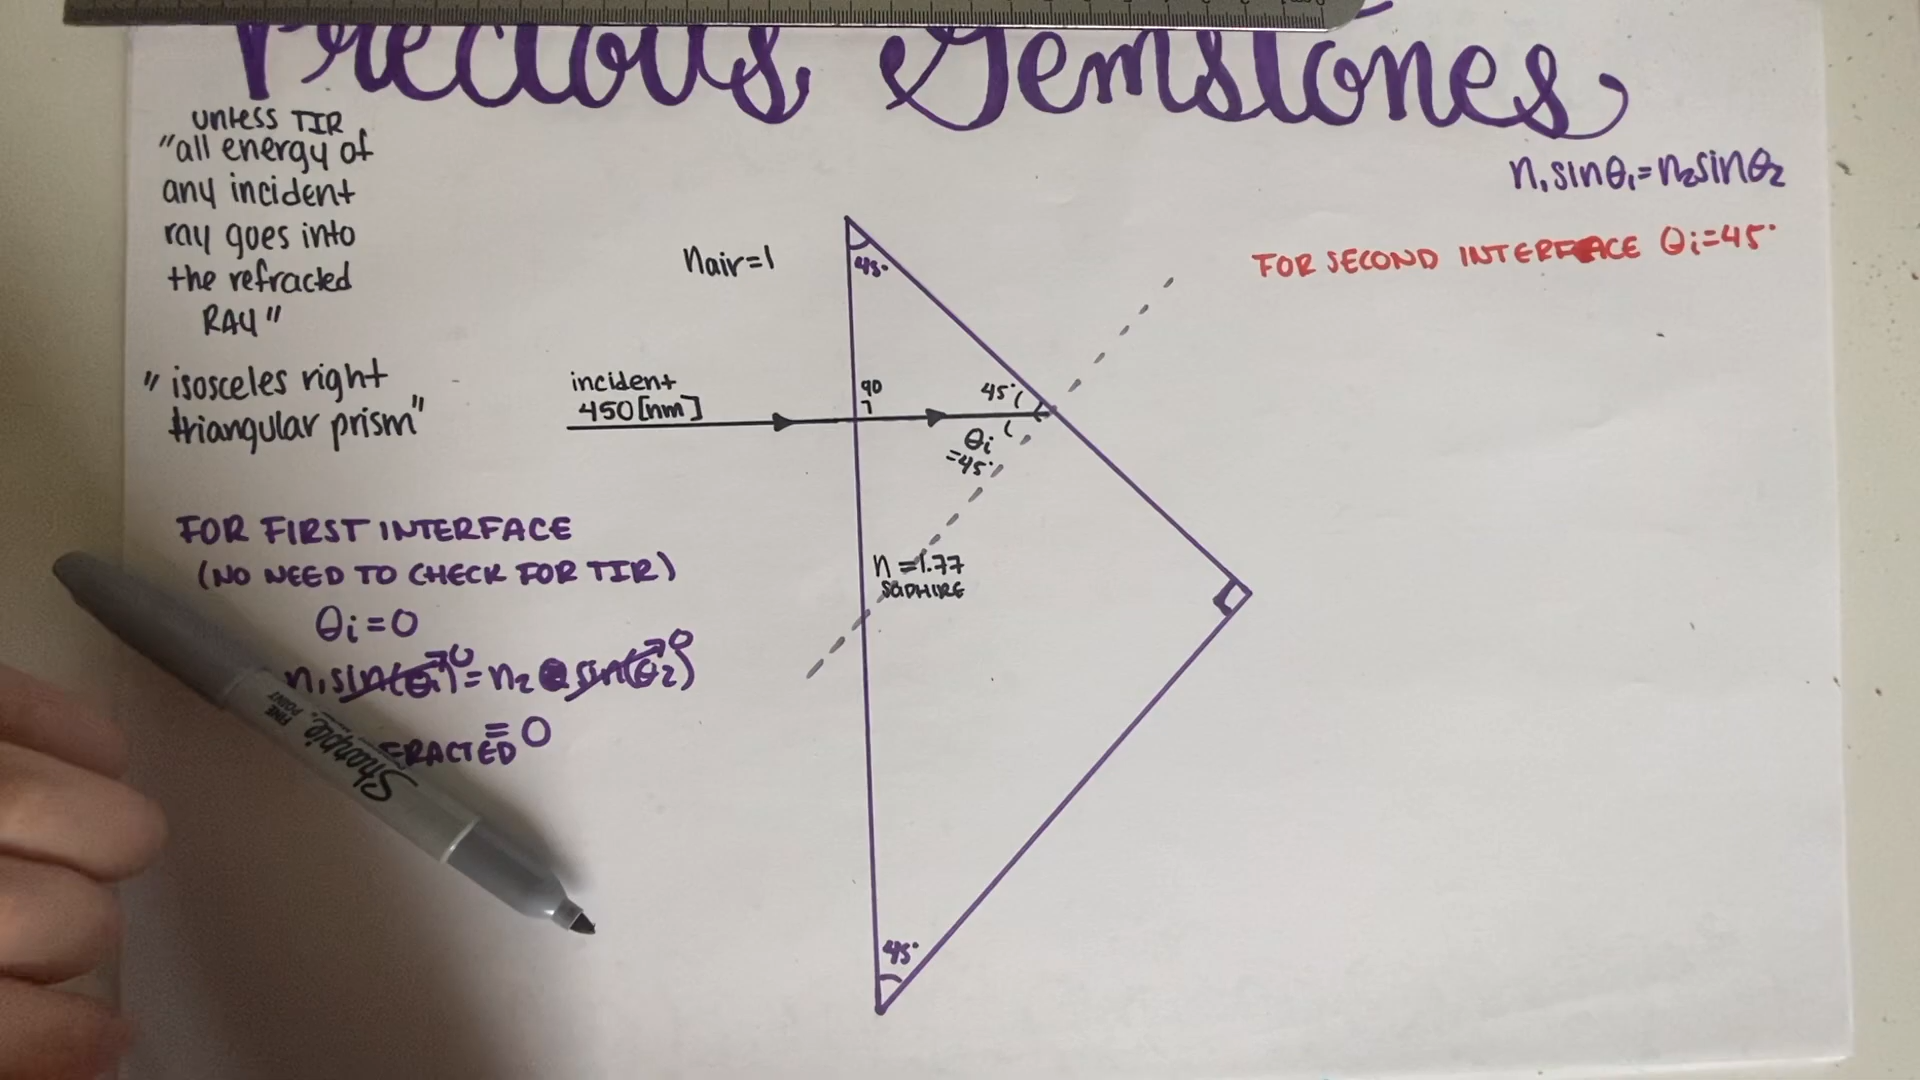 Precious Gemstones
unless TIR
"all energy of
any incident
ray goes into
the refracted
RAY"
"isosceles right
triangular prism"
n₁sinθ₁=n₂sinθ₂
FOR SECOND INTERFACE θi=45°
nair=1
45°
incident
450[nm]
90
45°
θi
=45°
n=1.77
SAPHIRE
FOR FIRST INTERFACE
(NO NEED TO CHECK FOR TIR)
θi=0
n₁sin(θ₁)→0=n₂ sin(θ₂)→0
=0
45°
Sharpie
FINE
POINT